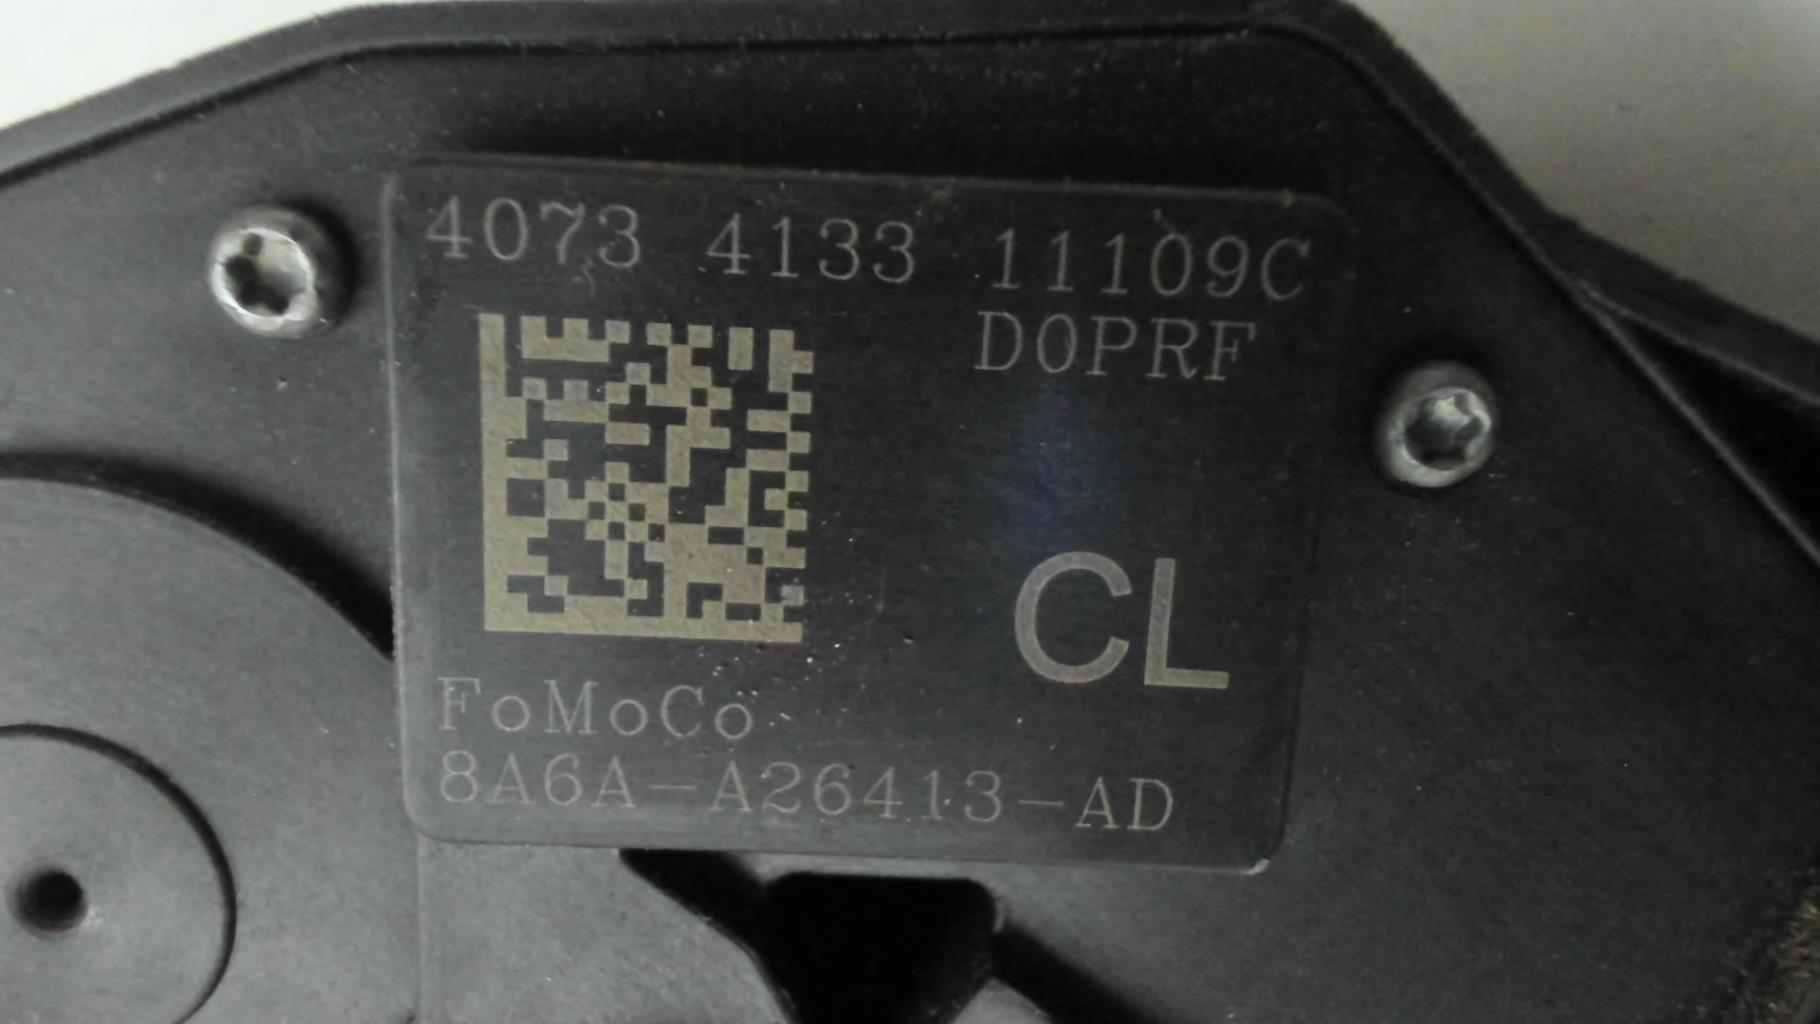 4073 4133 11109C
D0PRF
CL
FoMoCo
8A6A-A26413-AD